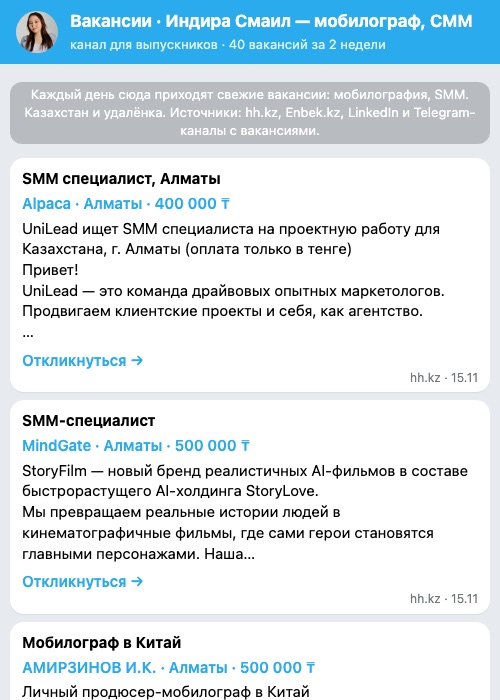 Вакансии · Индира Смаил — мобилограф, СММ
канал для выпускников · 40 вакансий за 2 недели
Каждый день сюда приходят свежие вакансии: мобилография, SMM.
Казахстан и удалёнка. Источники: hh.kz, Enbek.kz, LinkedIn и Telegram-
каналы с вакансиями.
SMM специалист, Алматы
Alpaca · Алматы · 400 000 ₸
UniLead ищет SMM специалиста на проектную работу для
Казахстана, г. Алматы (оплата только в тенге)
Привет!
UniLead — это команда драйвовых опытных маркетологов.
Продвигаем клиентские проекты и себя, как агентство.
...
Откликнуться →
hh.kz · 15.11
SMM-специалист
MindGate · Алматы · 500 000 ₸
StoryFilm — новый бренд реалистичных AI-фильмов в составе
быстрорастущего AI-холдинга StoryLove.
Мы превращаем реальные истории людей в
кинематографичные фильмы, где сами герои становятся
главными персонажами. Наша...
Откликнуться →
hh.kz · 15.11
Мобилограф в Китай
АМИРЗИНОВ И.К. · Алматы · 500 000 ₸
Личный продюсер-мобилограф в Китай